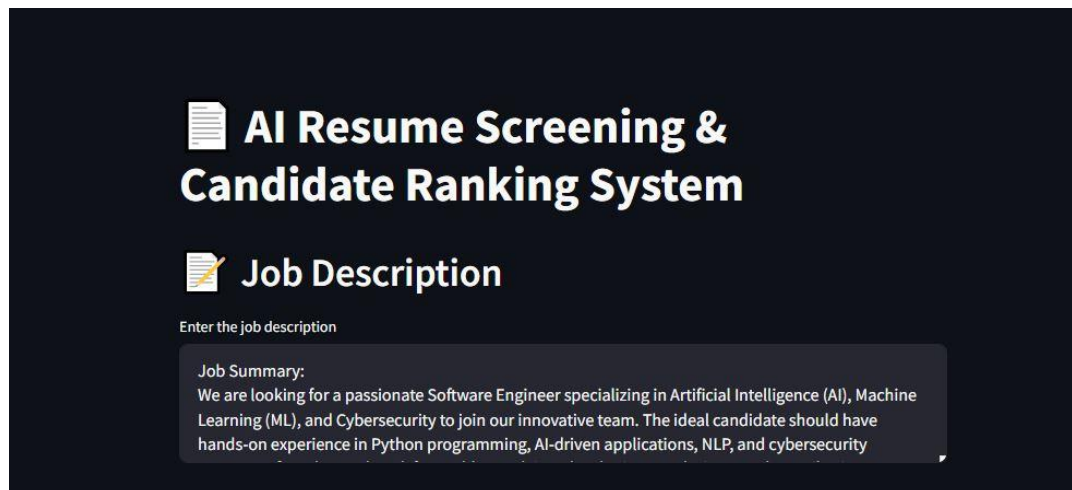 AI Resume Screening &
Candidate Ranking System
Job Description
Enter the job description
Job Summary:
We are looking for a passionate Software Engineer specializing in Artificial Intelligence (AI), Machine
Learning (ML), and Cybersecurity to join our innovative team. The ideal candidate should have
hands-on experience in Python programming, AI-driven applications, NLP, and cybersecurity